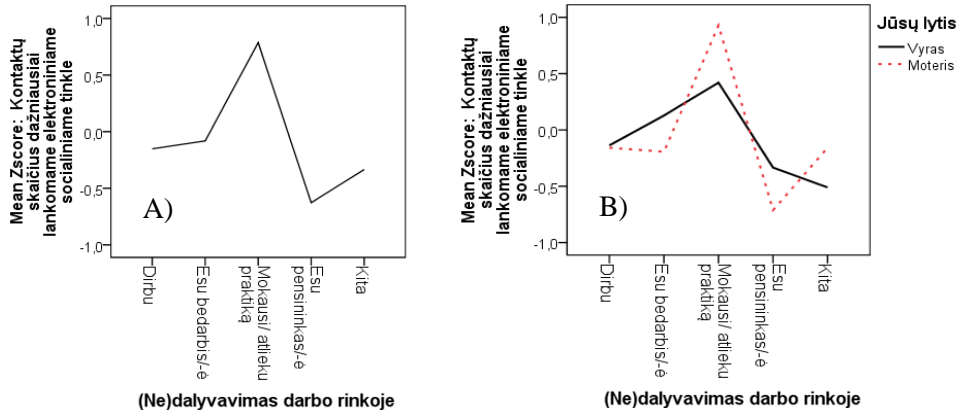 Mean Zscore: Kontaktų
skaičius dažniausiai
lankomame elektroniniame
socialiniame tinkle
1,0
0,5
0,0
-0,5
-1,0
A)
Dirbu
Esu bedarbis/-ė
Mokausi/ atlieku
praktiką
Esu
pensininkas/-ė
Kita
(Ne)dalyvavimas darbo rinkoje
Mean Zscore: Kontaktų
skaičius dažniausiai
lankomame elektroniniame
socialiniame tinkle
1,0
0,5
0,0
-0,5
-1,0
B)
Dirbu
Esu bedarbis/-ė
Mokausi/ atlieku
praktiką
Esu
pensininkas/-ė
Kita
(Ne)dalyvavimas darbo rinkoje
Jūsų lytis
Vyras
Moteris